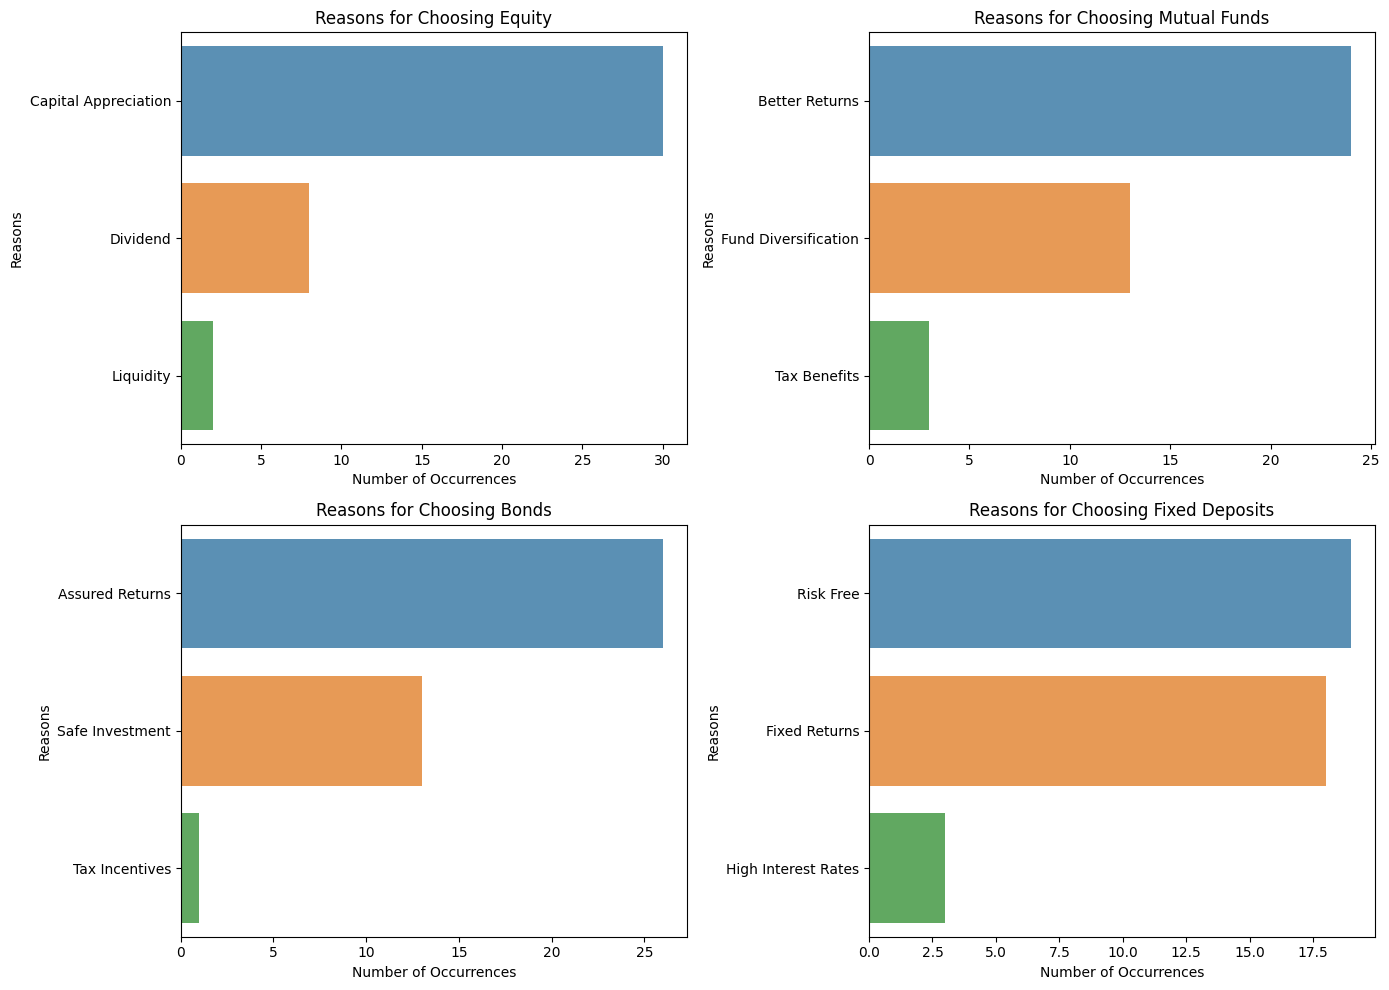 Reasons for Choosing Equity
Reasons
Capital Appreciation
Dividend
Liquidity
0 5 10 15 20 25 30
Number of Occurrences
Reasons for Choosing Mutual Funds
Reasons
Better Returns
Fund Diversification
Tax Benefits
0 5 10 15 20 25
Number of Occurrences
Reasons for Choosing Bonds
Reasons
Assured Returns
Safe Investment
Tax Incentives
0 5 10 15 20 25
Number of Occurrences
Reasons for Choosing Fixed Deposits
Reasons
Risk Free
Fixed Returns
High Interest Rates
0.0 2.5 5.0 7.5 10.0 12.5 15.0 17.5
Number of Occurrences